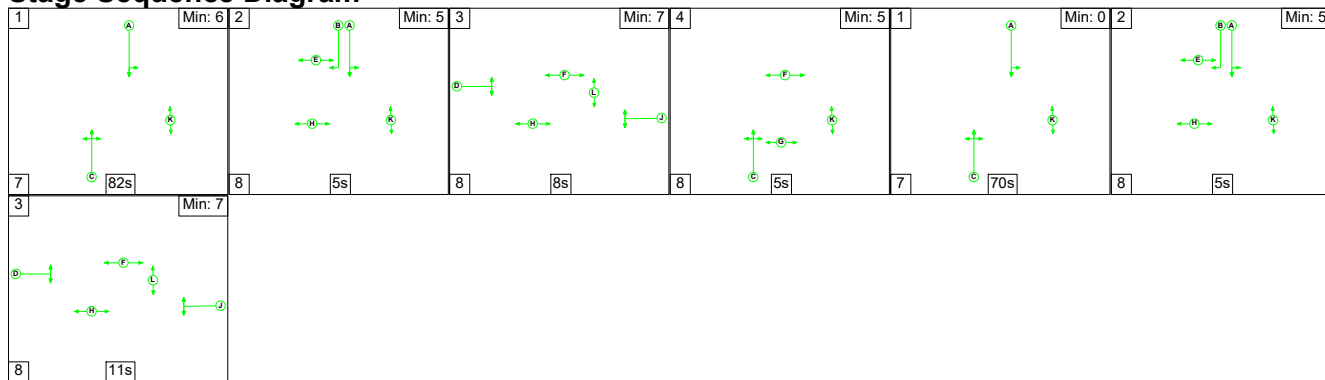 Stage Sequence Diagram
1 A Min: 6
K
C
7 82s
2 B A Min: 5
E
H K
8 5s
3 Min: 7
F
D L
H J
8 8s
4 Min: 5
F
K
G
C
8 5s
1 A Min: 0
K
C
7 70s
2 B A Min: 5
E
H K
8 5s
3 Min: 7
F
D L
H J
8 11s